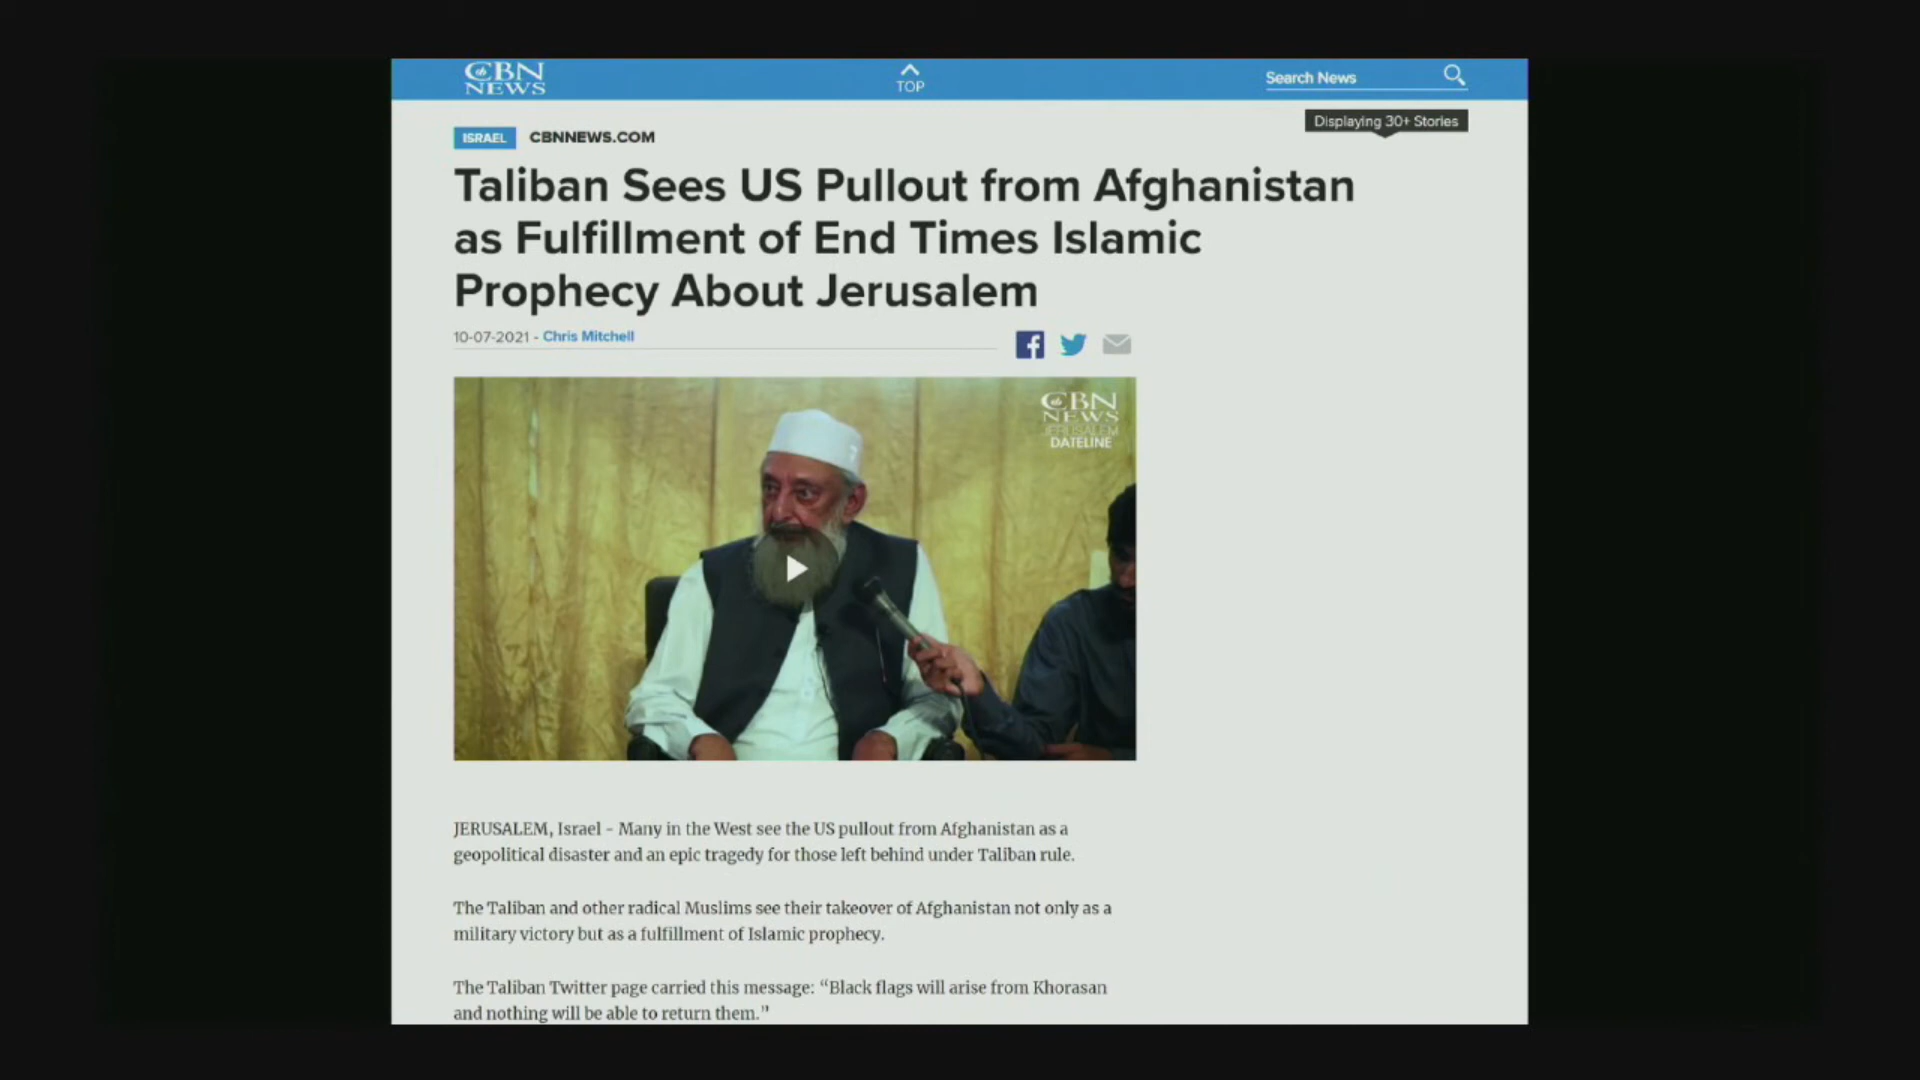 CBN
NEWS
TOP
Search News
Displaying 30+ Stories
ISRAEL CBNNEWS.COM
Taliban Sees US Pullout from Afghanistan
as Fulfillment of End Times Islamic
Prophecy About Jerusalem
10-07-2021 - Chris Mitchell
CBN
NEWS
JERUSALEM
DATELINE
JERUSALEM, Israel - Many in the West see the US pullout from Afghanistan as a
geopolitical disaster and an epic tragedy for those left behind under Taliban rule.
The Taliban and other radical Muslims see their takeover of Afghanistan not only as a
military victory but as a fulfillment of Islamic prophecy.
The Taliban Twitter page carried this message: “Black flags will arise from Khorasan
and nothing will be able to return them.”